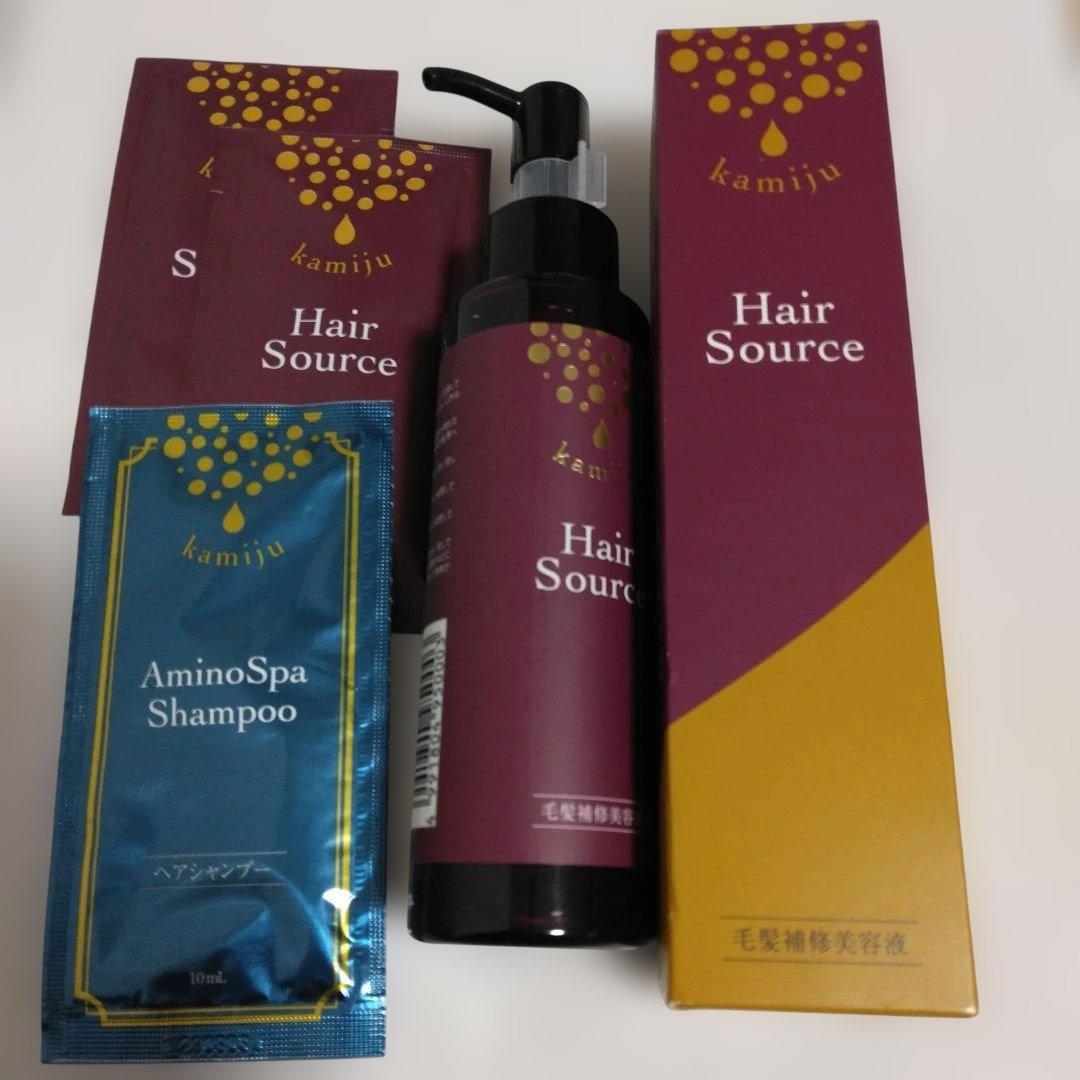 k
S
kamiju
Hair
Source
kamiju
AminoSpa
Shampoo
ヘアシャンプー
10mL
kam
Hair
Source
毛髪補修美容
kamiju
Hair
Source
毛髪補修美容液